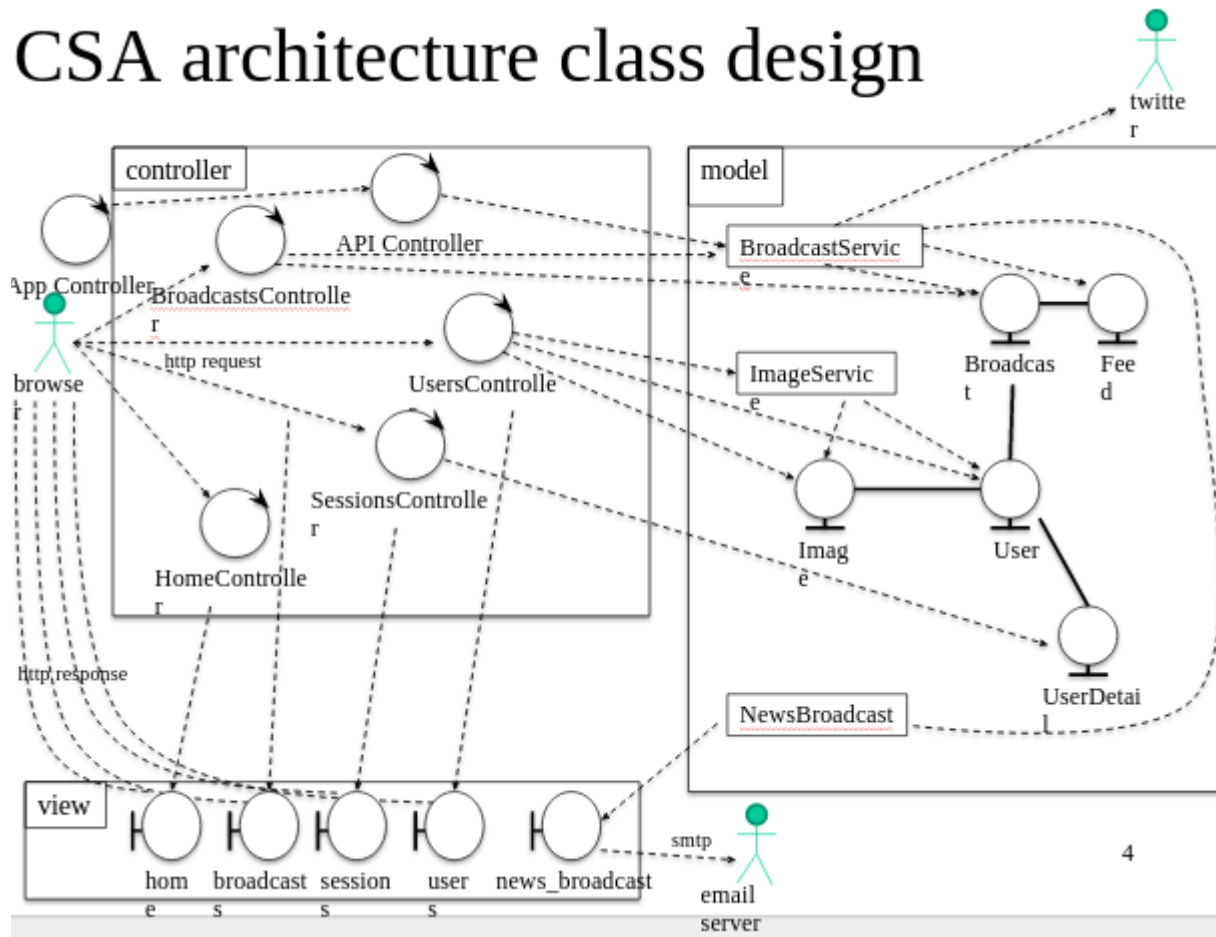 CSA architecture class design
twitte
r
controller
model
API Controller
BroadcastServic
e
App Controller
BroadcastsControlle
r
http request
browse
r
UsersControlle
ImageServic
e
Broadcas
t
Fee
d
SessionsControlle
r
HomeControlle
r
Imag
e
User
http response
UserDetai
l
NewsBroadcast
view
hom
e
broadcast
s
session
s
user
s
news_broadcast
smtp
email
server
4